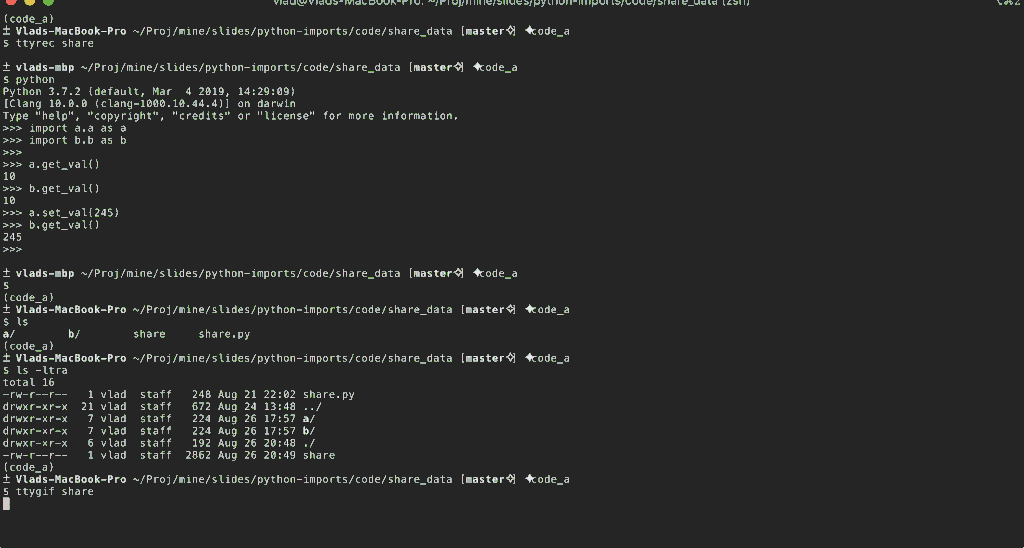 vlad@Vlads-MacBook-Pro: ~/Proj/mine/slides/python-imports/code/share_data (zsh)
(code_a)
± Vlads-MacBook-Pro ~/Proj/mine/slides/python-imports/code/share_data [master✧] ✦code_a
$ ttyrec share
± vlads-mbp ~/Proj/mine/slides/python-imports/code/share_data [master✧] ✦code_a
$ python
Python 3.7.2 (default, Mar  4 2019, 14:29:09)
[Clang 10.0.0 (clang-1000.10.44.4)] on darwin
Type "help", "copyright", "credits" or "license" for more information.
>>> import a.a as a
>>> import b.b as b
>>>
>>> a.get_val()
10
>>> b.get_val()
10
>>> a.set_val(245)
>>> b.get_val()
245
>>>
± vlads-mbp ~/Proj/mine/slides/python-imports/code/share_data [master✧] ✦code_a
$
(code_a)
± Vlads-MacBook-Pro ~/Proj/mine/slides/python-imports/code/share_data [master✧] ✦code_a
$ ls
a/        b/        share     share.py
(code_a)
± Vlads-MacBook-Pro ~/Proj/mine/slides/python-imports/code/share_data [master✧] ✦code_a
$ ls -ltra
total 16
-rw-r--r--   1 vlad  staff   248 Aug 21 22:02 share.py
drwxr-xr-x  21 vlad  staff   672 Aug 24 13:48 ../
drwxr-xr-x   7 vlad  staff   224 Aug 26 17:57 a/
drwxr-xr-x   7 vlad  staff   224 Aug 26 17:57 b/
drwxr-xr-x   6 vlad  staff   192 Aug 26 20:48 ./
-rw-r--r--   1 vlad  staff  2862 Aug 26 20:49 share
(code_a)
± Vlads-MacBook-Pro ~/Proj/mine/slides/python-imports/code/share_data [master✧] ✦code_a
$ ttygif share